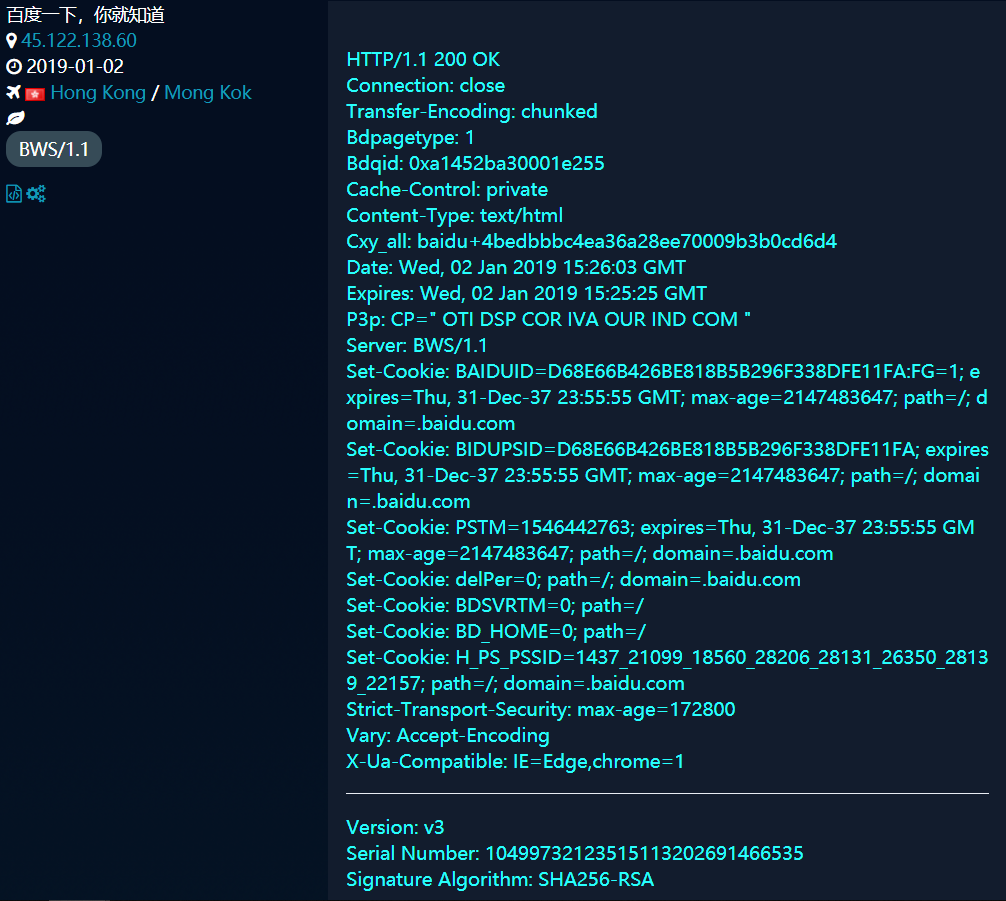 百度一下，你就知道
45.122.138.60
2019-01-02
Hong Kong / Mong Kok
BWS/1.1
HTTP/1.1 200 OK
Connection: close
Transfer-Encoding: chunked
Bdpagetype: 1
Bdqid: 0xa1452ba30001e255
Cache-Control: private
Content-Type: text/html
Cxy_all: baidu+4bedbbbc4ea36a28ee70009b3b0cd6d4
Date: Wed, 02 Jan 2019 15:26:03 GMT
Expires: Wed, 02 Jan 2019 15:25:25 GMT
P3p: CP=" OTI DSP COR IVA OUR IND COM "
Server: BWS/1.1
Set-Cookie: BAIDUID=D68E66B426BE818B5B296F338DFE11FA:FG=1; e
xpires=Thu, 31-Dec-37 23:55:55 GMT; max-age=2147483647; path=/; d
omain=.baidu.com
Set-Cookie: BIDUPSID=D68E66B426BE818B5B296F338DFE11FA; expires
=Thu, 31-Dec-37 23:55:55 GMT; max-age=2147483647; path=/; domai
n=.baidu.com
Set-Cookie: PSTM=1546442763; expires=Thu, 31-Dec-37 23:55:55 GM
T; max-age=2147483647; path=/; domain=.baidu.com
Set-Cookie: delPer=0; path=/; domain=.baidu.com
Set-Cookie: BDSVRTM=0; path=/
Set-Cookie: BD_HOME=0; path=/
Set-Cookie: H_PS_PSSID=1437_21099_18560_28206_28131_26350_2813
9_22157; path=/; domain=.baidu.com
Strict-Transport-Security: max-age=172800
Vary: Accept-Encoding
X-Ua-Compatible: IE=Edge,chrome=1
Version: v3
Serial Number: 10499732123515113202691466535
Signature Algorithm: SHA256-RSA